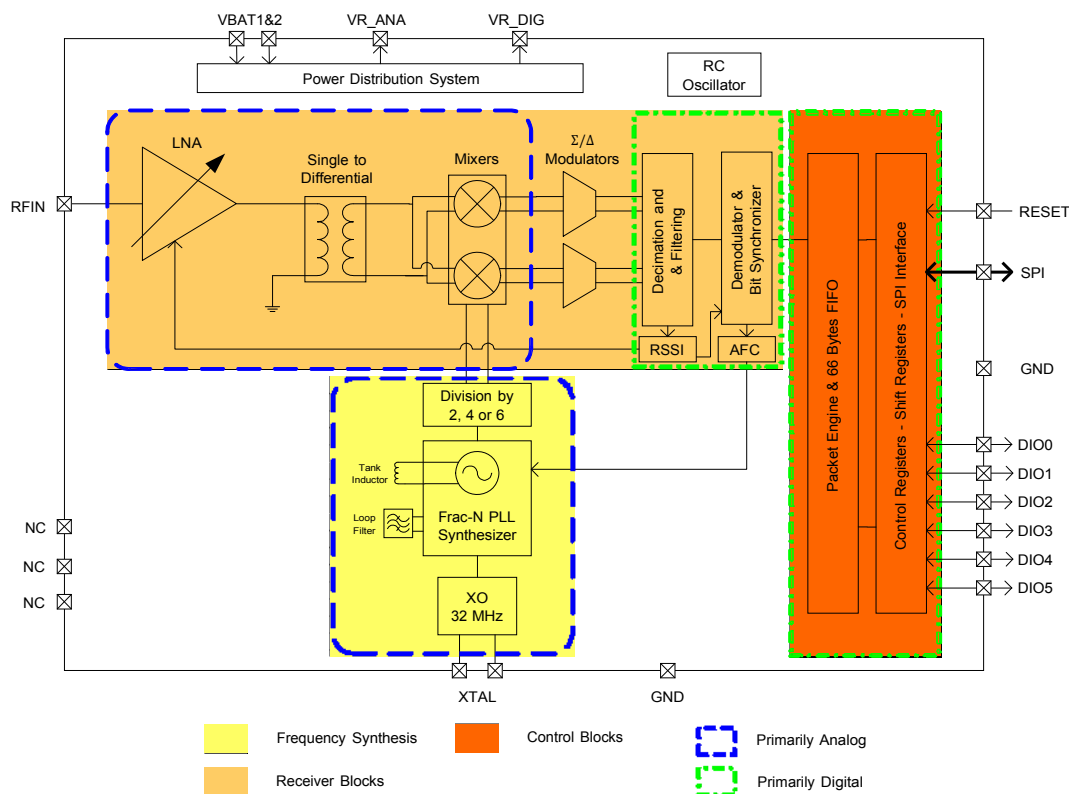 VBAT1&2
VR_ANA
VR_DIG
Power Distribution System
RC
Oscillator
LNA
Single to
Differential
Mixers
Σ/Δ
Modulators
Decimation and
& Filtering
Demodulator &
Bit Synchronizer
RSSI
AFC
Packet Engine & 66 Bytes FIFO
Control Registers - Shift Registers - SPI Interface
RFIN
RESET
SPI
GND
DIO0
DIO1
DIO2
DIO3
DIO4
DIO5
Division by
2, 4 or 6
Tank
Inductor
Loop
Filter
Frac-N PLL
Synthesizer
XO
32 MHz
NC
NC
NC
XTAL
GND
Frequency Synthesis
Control Blocks
Primarily Analog
Receiver Blocks
Primarily Digital